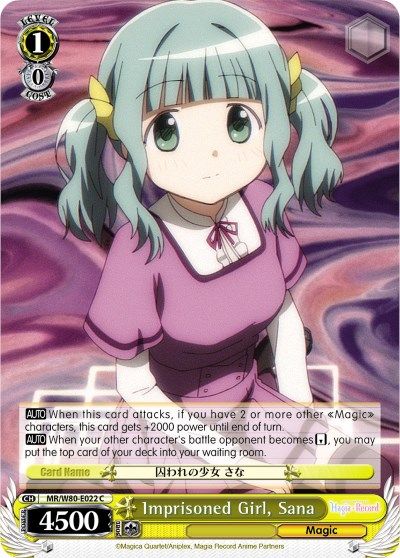 LEVEL
1
0
COST
AUTO When this card attacks, if you have 2 or more other «Magic»
characters, this card gets +2000 power until end of turn.
AUTO When your other character's battle opponent becomes [], you may
put the top card of your deck into your waiting room.
Card Name
囚われの少女 さな
CH MR/W80-E022 C
POWER
4500
SOUL
Imprisoned Girl, Sana
Magia Record
Magic
©Magica Quartet/Aniplex, Magia Record Anime Partners